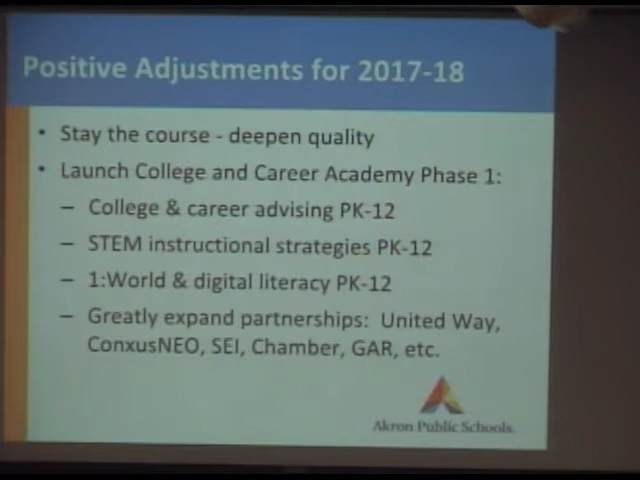 Positive Adjustments for 2017-18
• Stay the course - deepen quality
• Launch College and Career Academy Phase 1:
– College & career advising PK-12
– STEM instructional strategies PK-12
– 1:World & digital literacy PK-12
– Greatly expand partnerships: United Way,
ConxusNEO, SEI, Chamber, GAR, etc.
Akron Public Schools